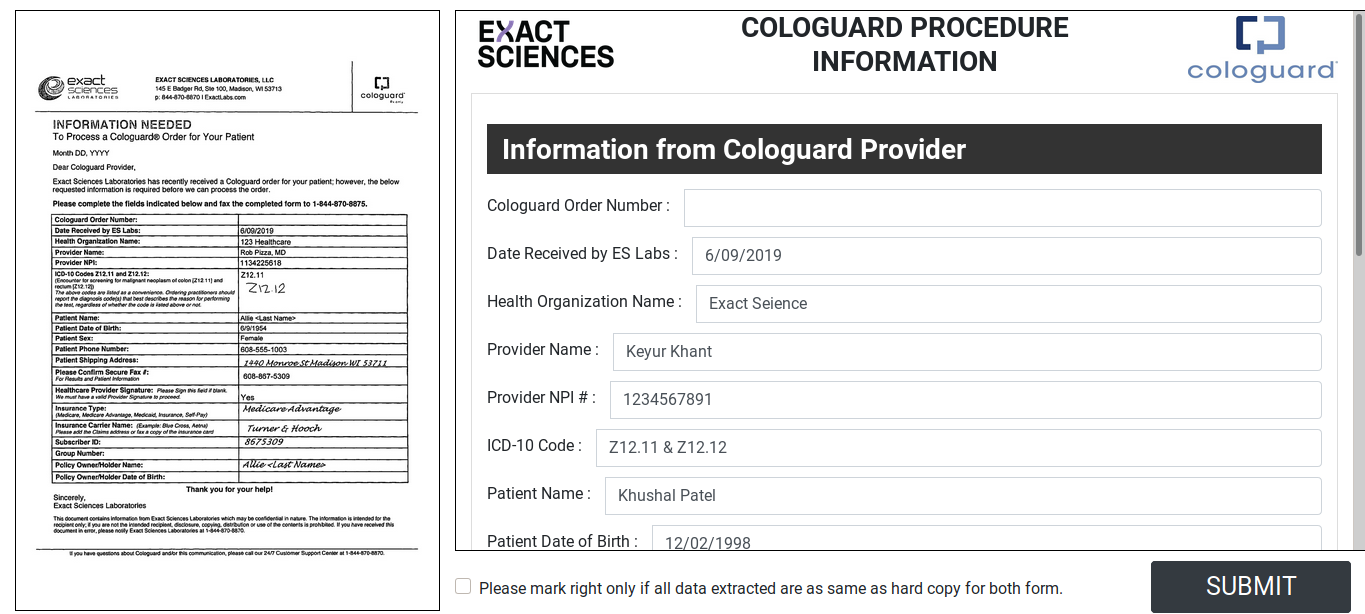 exact
sciences
LABORATORIES
EXACT SCIENCES LABORATORIES, LLC
145 E Badger Rd, Ste 100, Madison, WI 53713
p: 844-870-8870 | ExactLabs.com
cologuard
INFORMATION NEEDED
To Process a Cologuard® Order for Your Patient
Month DD, YYYY
Dear Cologuard Provider,
Exact Sciences Laboratories has recently received a Cologuard order for your patient; however, the below
requested information is required before we can process the order.
Please complete the fields indicated below and fax the completed form to 1-844-870-8875.
Cologuard Order Number:
Date Received by ES Labs: 6/09/2019
Health Organization Name: 123 Healthcare
Provider Name: Rob Pizza, MD
Provider NPI: 1134225618
ICD-10 Codes Z12.11 and Z12.12: Z12.11
(Encounter for screening for malignant neoplasm of colon [Z12.11] and
rectum [Z12.12]) Z12.12
The above codes are listed as a convenience. Ordering practitioners should
report the diagnosis code(s) that best describes the reason for performing
the test, regardless of whether the code is listed above or not.
Patient Name: Allie <Last Name>
Patient Date of Birth: 6/9/1954
Patient Sex: Female
Patient Phone Number: 608-555-1003
Patient Shipping Address: 1440 Monroe St Madison WI 53711
Please Confirm Secure Fax #: 608-867-5309
For Results and Patient Information
Healthcare Provider Signature: Please Sign this field if blank.
We must have a valid Provider Signature to proceed. Yes
Insurance Type: Medicare Advantage
(Medicare, Medicare Advantage, Medicaid, Insurance, Self-Pay)
Insurance Carrier Name: (Example: Blue Cross, Aetna) Turner & Hooch
Please add the Claims address or fax a copy of the insurance card
Subscriber ID: 8675309
Group Number:
Policy Owner/Holder Name: Allie <Last Name>
Policy Owner/Holder Date of Birth:
Thank you for your help!
Sincerely,
Exact Sciences Laboratories
This document contains information from Exact Sciences Laboratories which may be confidential in nature. The information is intended for the
recipient only; if you are not the intended recipient, disclosure, copying, distribution or use of the contents is prohibited. If you have received this
document in error, please notify Exact Sciences Laboratories at 1-844-870-8870.
If you have questions about Cologuard and/or this communication, please call our 24/7 Customer Support Center at 1-844-870-8870.
EXACT
SCIENCES
COLOGUARD PROCEDURE
INFORMATION
cologuard
Information from Cologuard Provider
Cologuard Order Number :
Date Received by ES Labs : 6/09/2019
Health Organization Name : Exact Seience
Provider Name : Keyur Khant
Provider NPI # : 1234567891
ICD-10 Code : Z12.11 & Z12.12
Patient Name : Khushal Patel
Patient Date of Birth : 12/02/1998
Please mark right only if all data extracted are as same as hard copy for both form.
SUBMIT